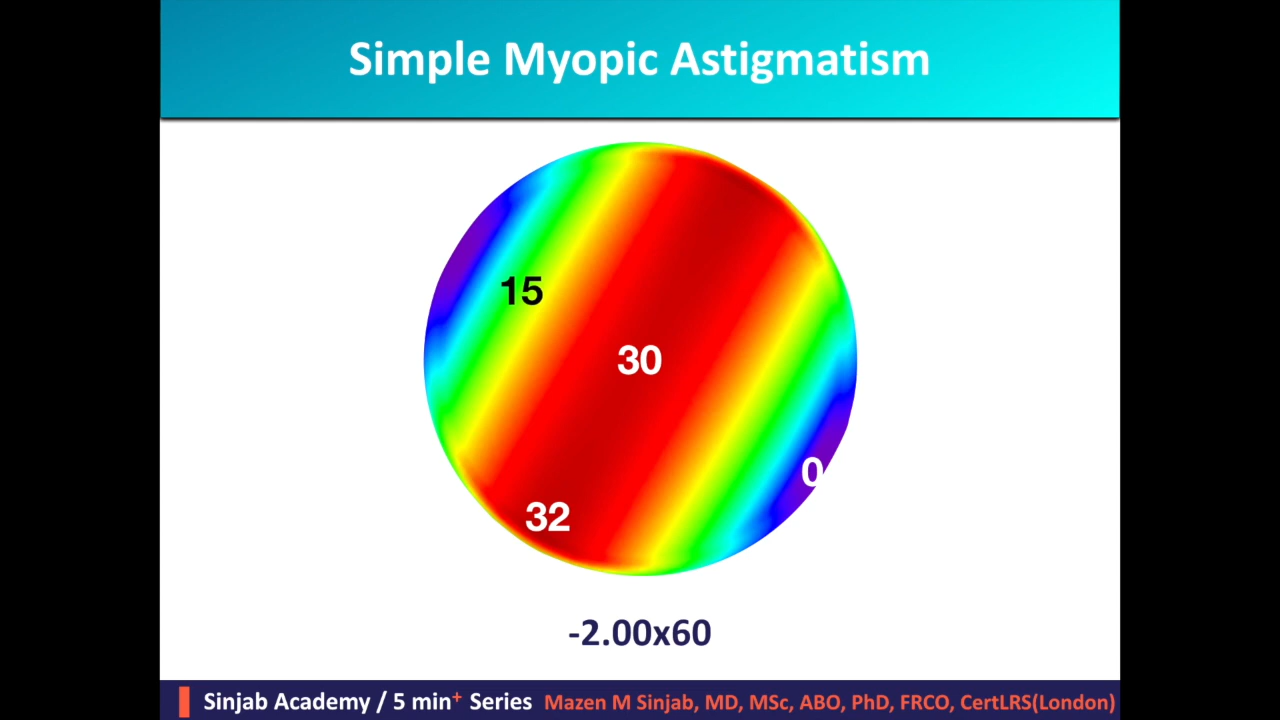 Simple Myopic Astigmatism
15
30
0
32
-2.00x60
Sinjab Academy / 5 min+ Series Mazen M Sinjab, MD, MSc, ABO, PhD, FRCO, CertLRS(London)